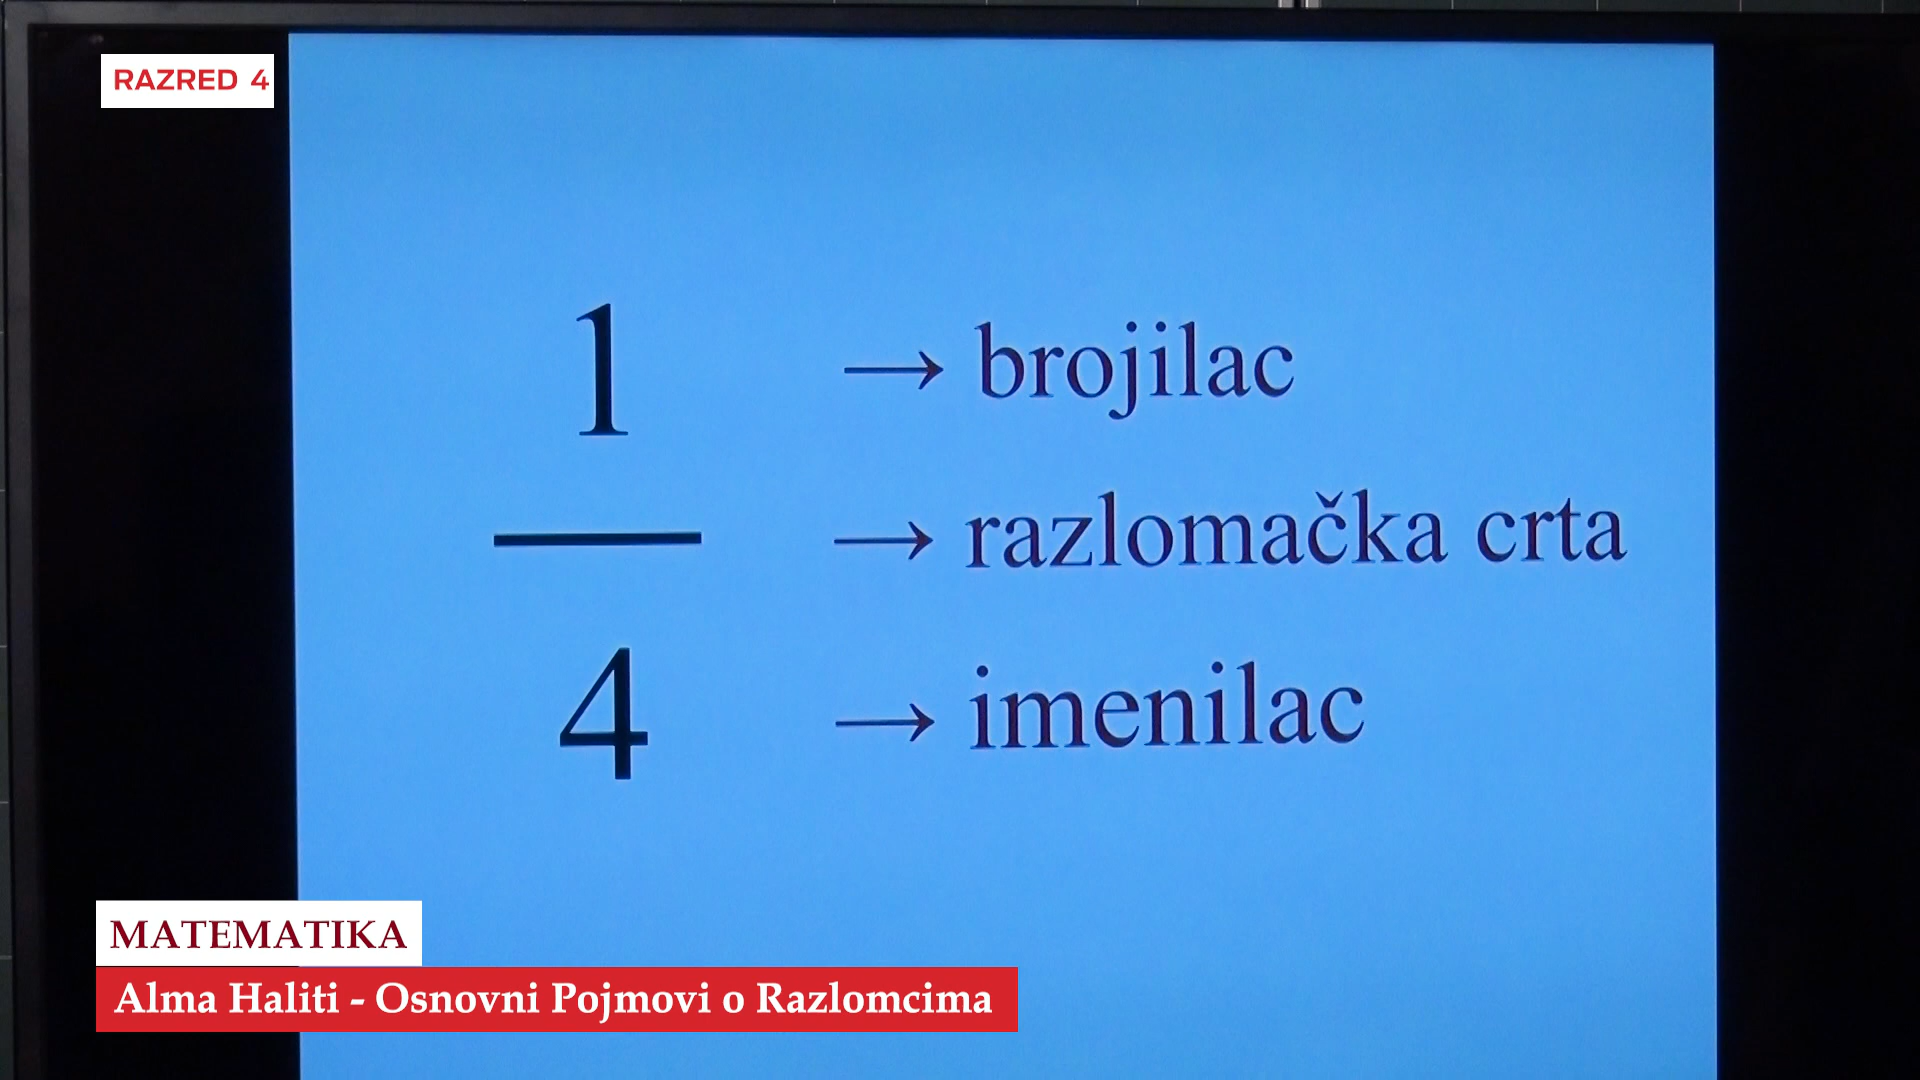 RAZRED 4
1 → brojilac
— → razlomačka crta
4 → imenilac
MATEMATIKA
Alma Haliti - Osnovni Pojmovi o Razlomcima